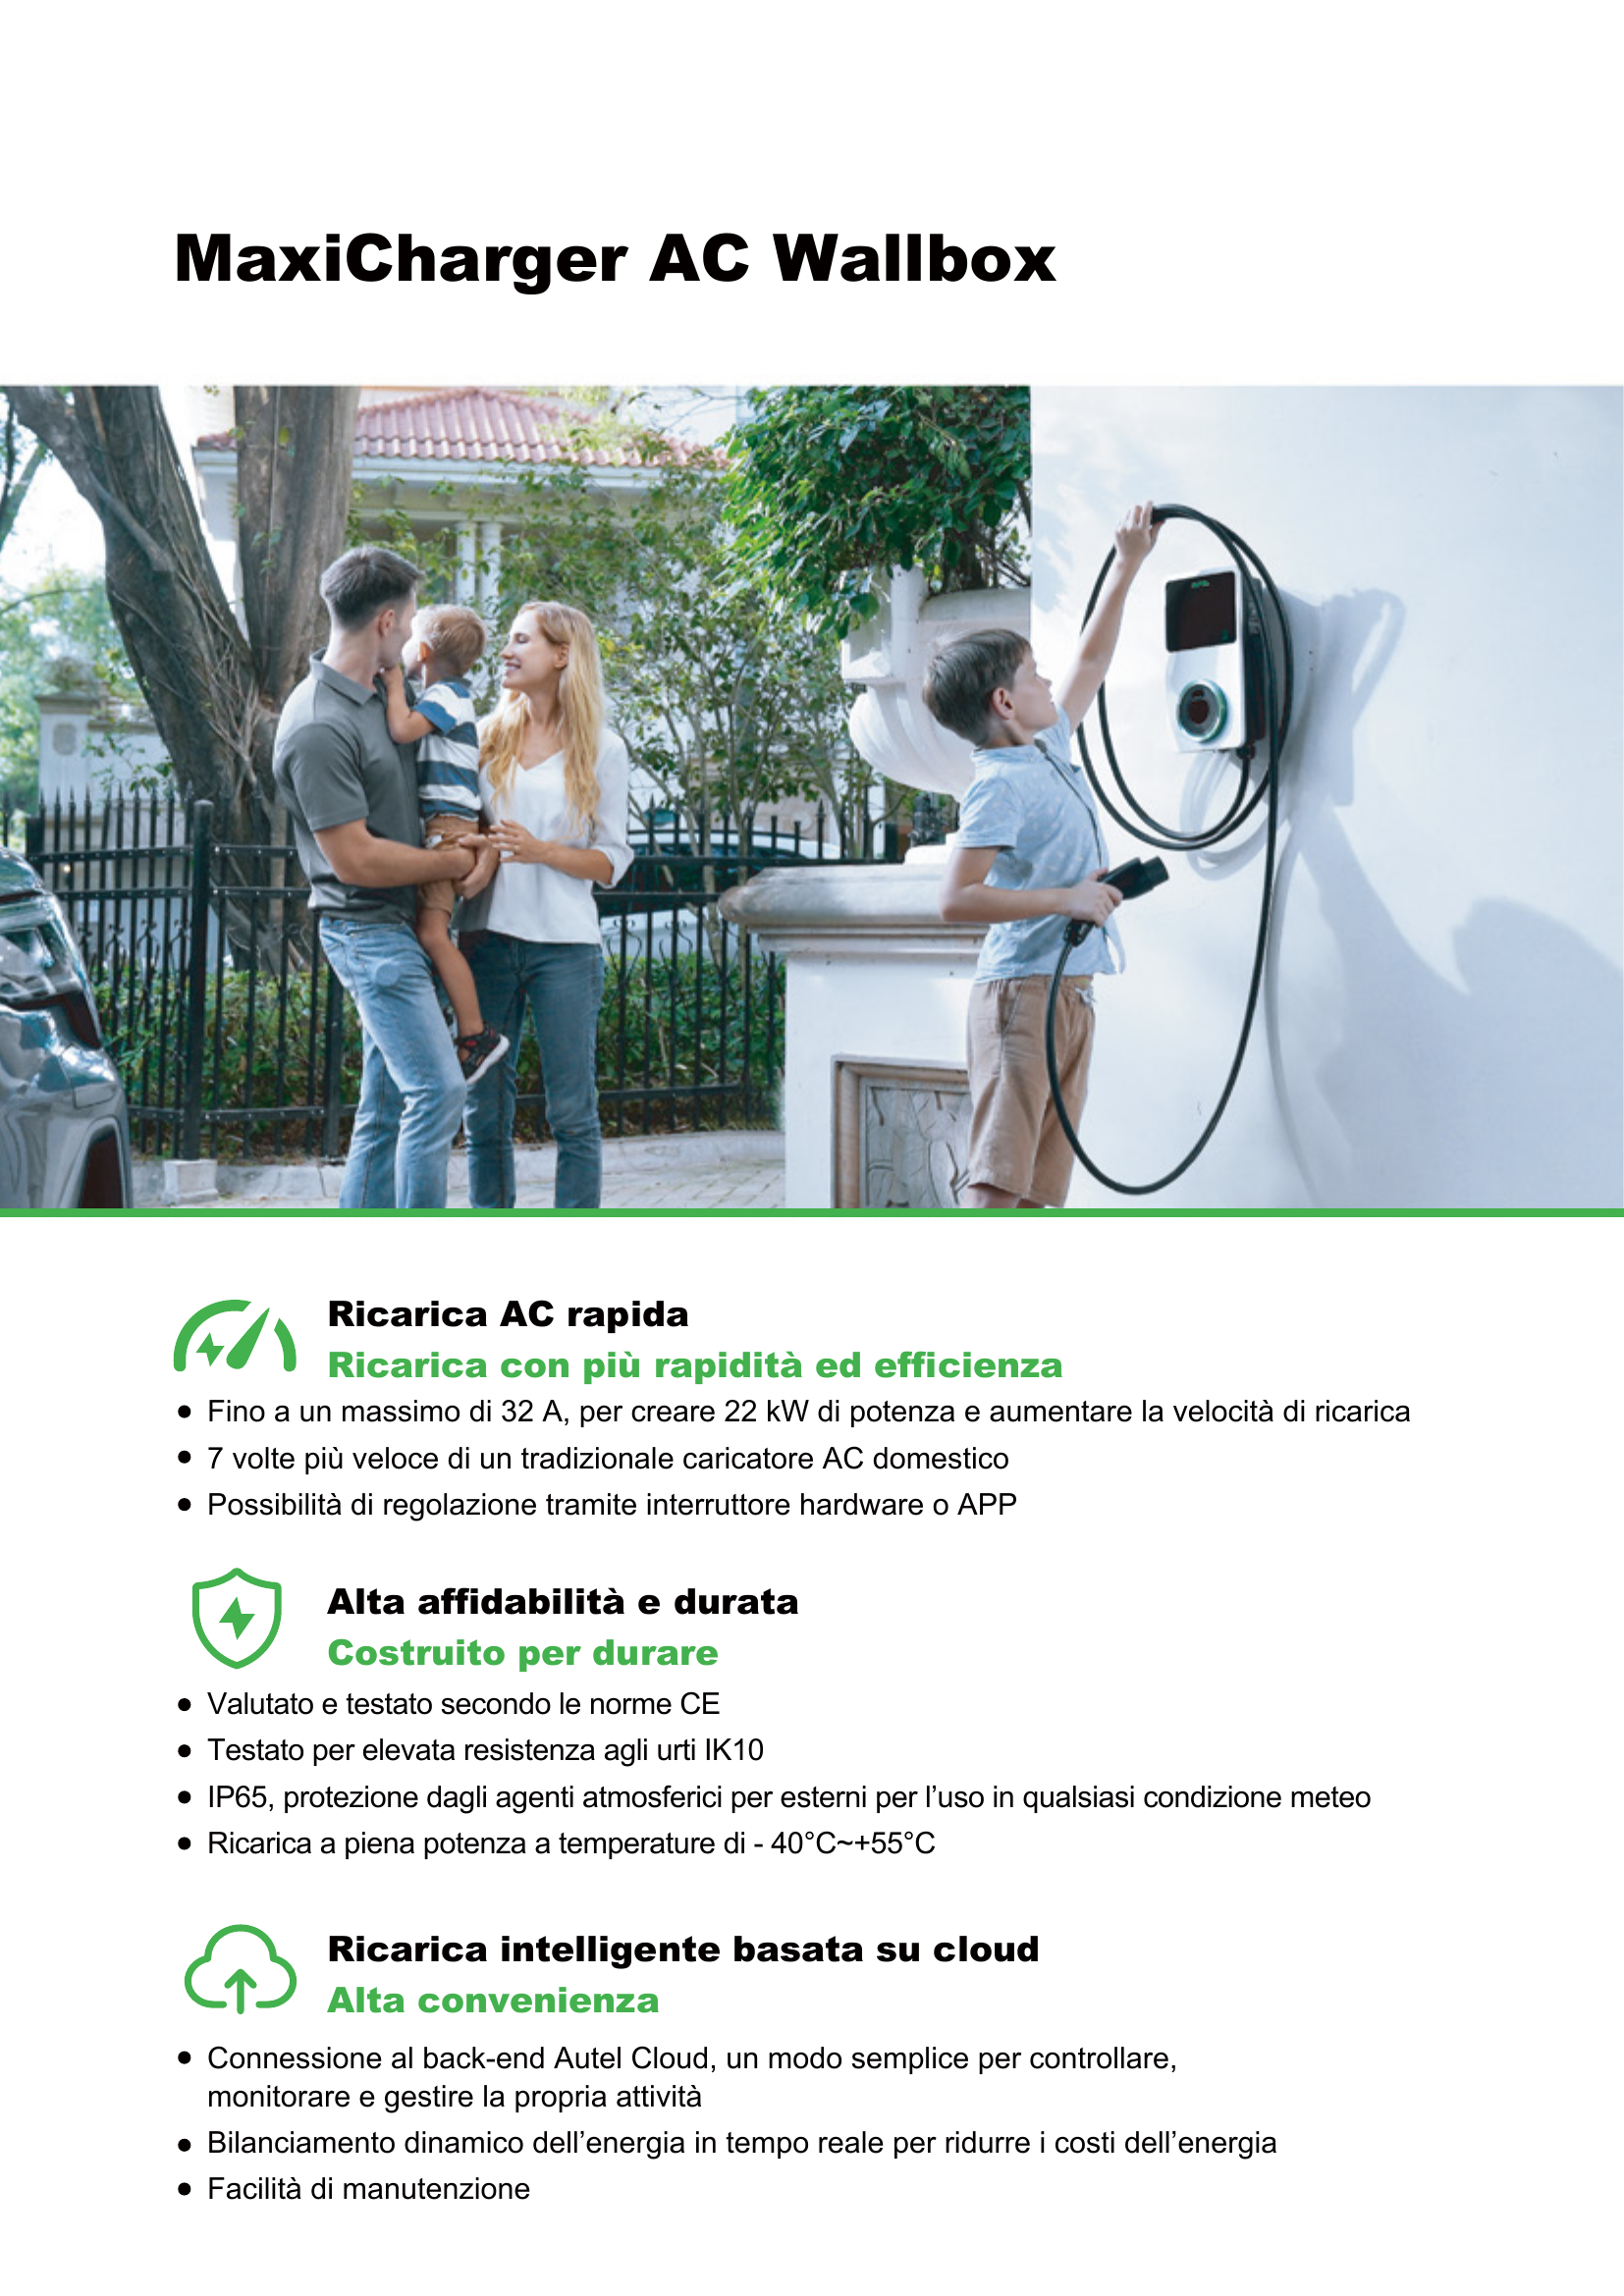 MaxiCharger AC Wallbox
Ricarica AC rapida
Ricarica con più rapidità ed efficienza
● Fino a un massimo di 32 A, per creare 22 kW di potenza e aumentare la velocità di ricarica
● 7 volte più veloce di un tradizionale caricatore AC domestico
● Possibilità di regolazione tramite interruttore hardware o APP
Alta affidabilità e durata
Costruito per durare
● Valutato e testato secondo le norme CE
● Testato per elevata resistenza agli urti IK10
● IP65, protezione dagli agenti atmosferici per esterni per l’uso in qualsiasi condizione meteo
● Ricarica a piena potenza a temperature di - 40°C~+55°C
Ricarica intelligente basata su cloud
Alta convenienza
● Connessione al back-end Autel Cloud, un modo semplice per controllare,
monitorare e gestire la propria attività
● Bilanciamento dinamico dell’energia in tempo reale per ridurre i costi dell’energia
● Facilità di manutenzione